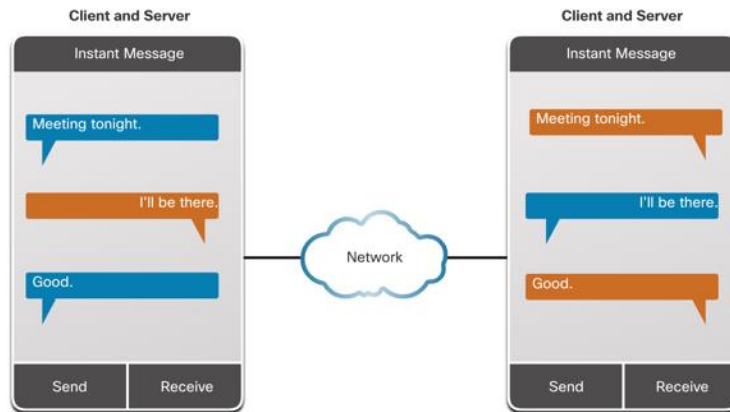 Client and Server
Instant Message
Meeting tonight.
I'll be there.
Good.
Send Receive
Network
Client and Server
Instant Message
Meeting tonight.
I'll be there.
Good.
Send Receive